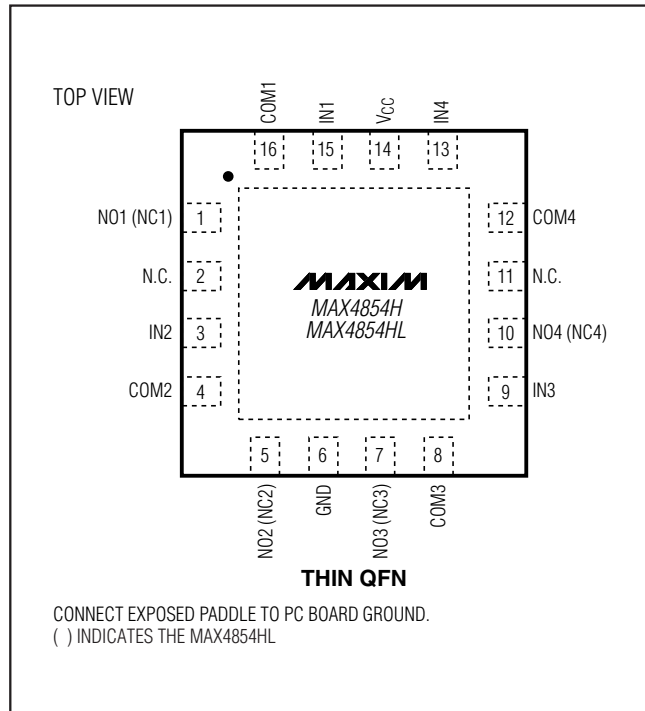 TOP VIEW
COM1
IN1
VCC
IN4
16
15
14
13
NO1 (NC1) 1
12 COM4
N.C. 2
11 N.C.
IN2 3
10 NO4 (NC4)
COM2 4
9 IN3
MAXIM
MAX4854H
MAX4854HL
5
6
7
8
NO2 (NC2)
GND
NO3 (NC3)
COM3
THIN QFN
CONNECT EXPOSED PADDLE TO PC BOARD GROUND.
( ) INDICATES THE MAX4854HL